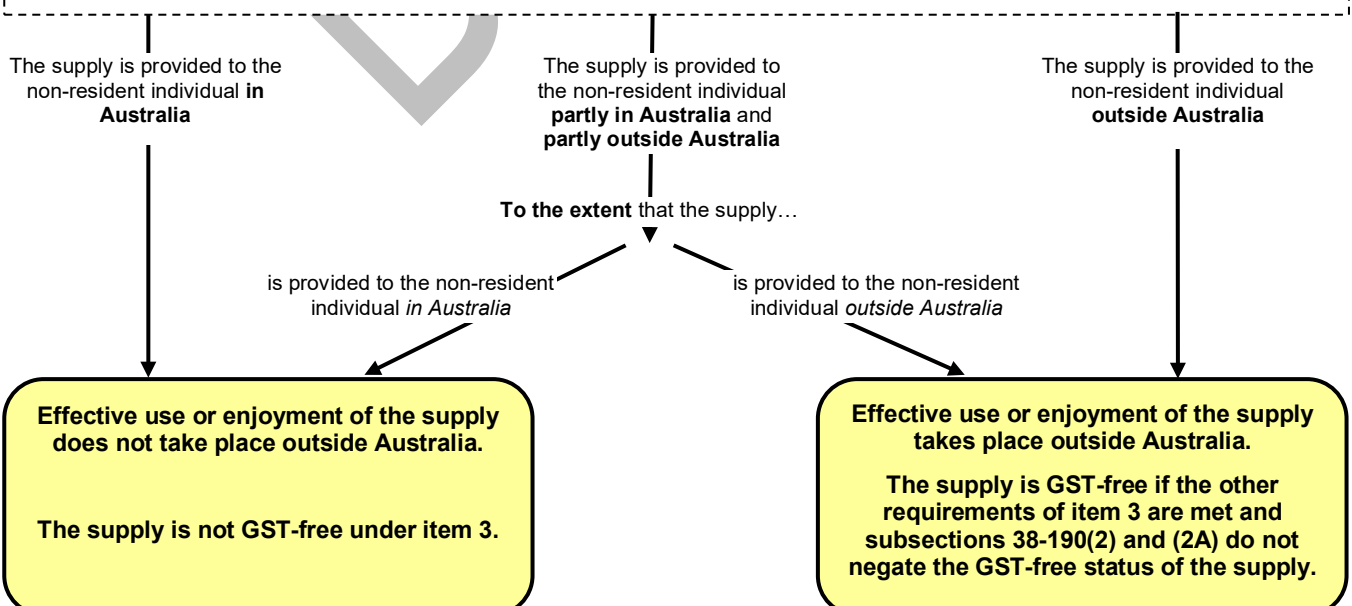 The supply is provided to the
non-resident individual in
Australia
The supply is provided to
the non-resident individual
partly in Australia and
partly outside Australia
The supply is provided to the
non-resident individual
outside Australia
To the extent that the supply…
is provided to the non-resident
individual in Australia
is provided to the non-resident
individual outside Australia
Effective use or enjoyment of the supply
does not take place outside Australia.
The supply is not GST-free under item 3.
Effective use or enjoyment of the supply
takes place outside Australia.
The supply is GST-free if the other
requirements of item 3 are met and
subsections 38-190(2) and (2A) do not
negate the GST-free status of the supply.